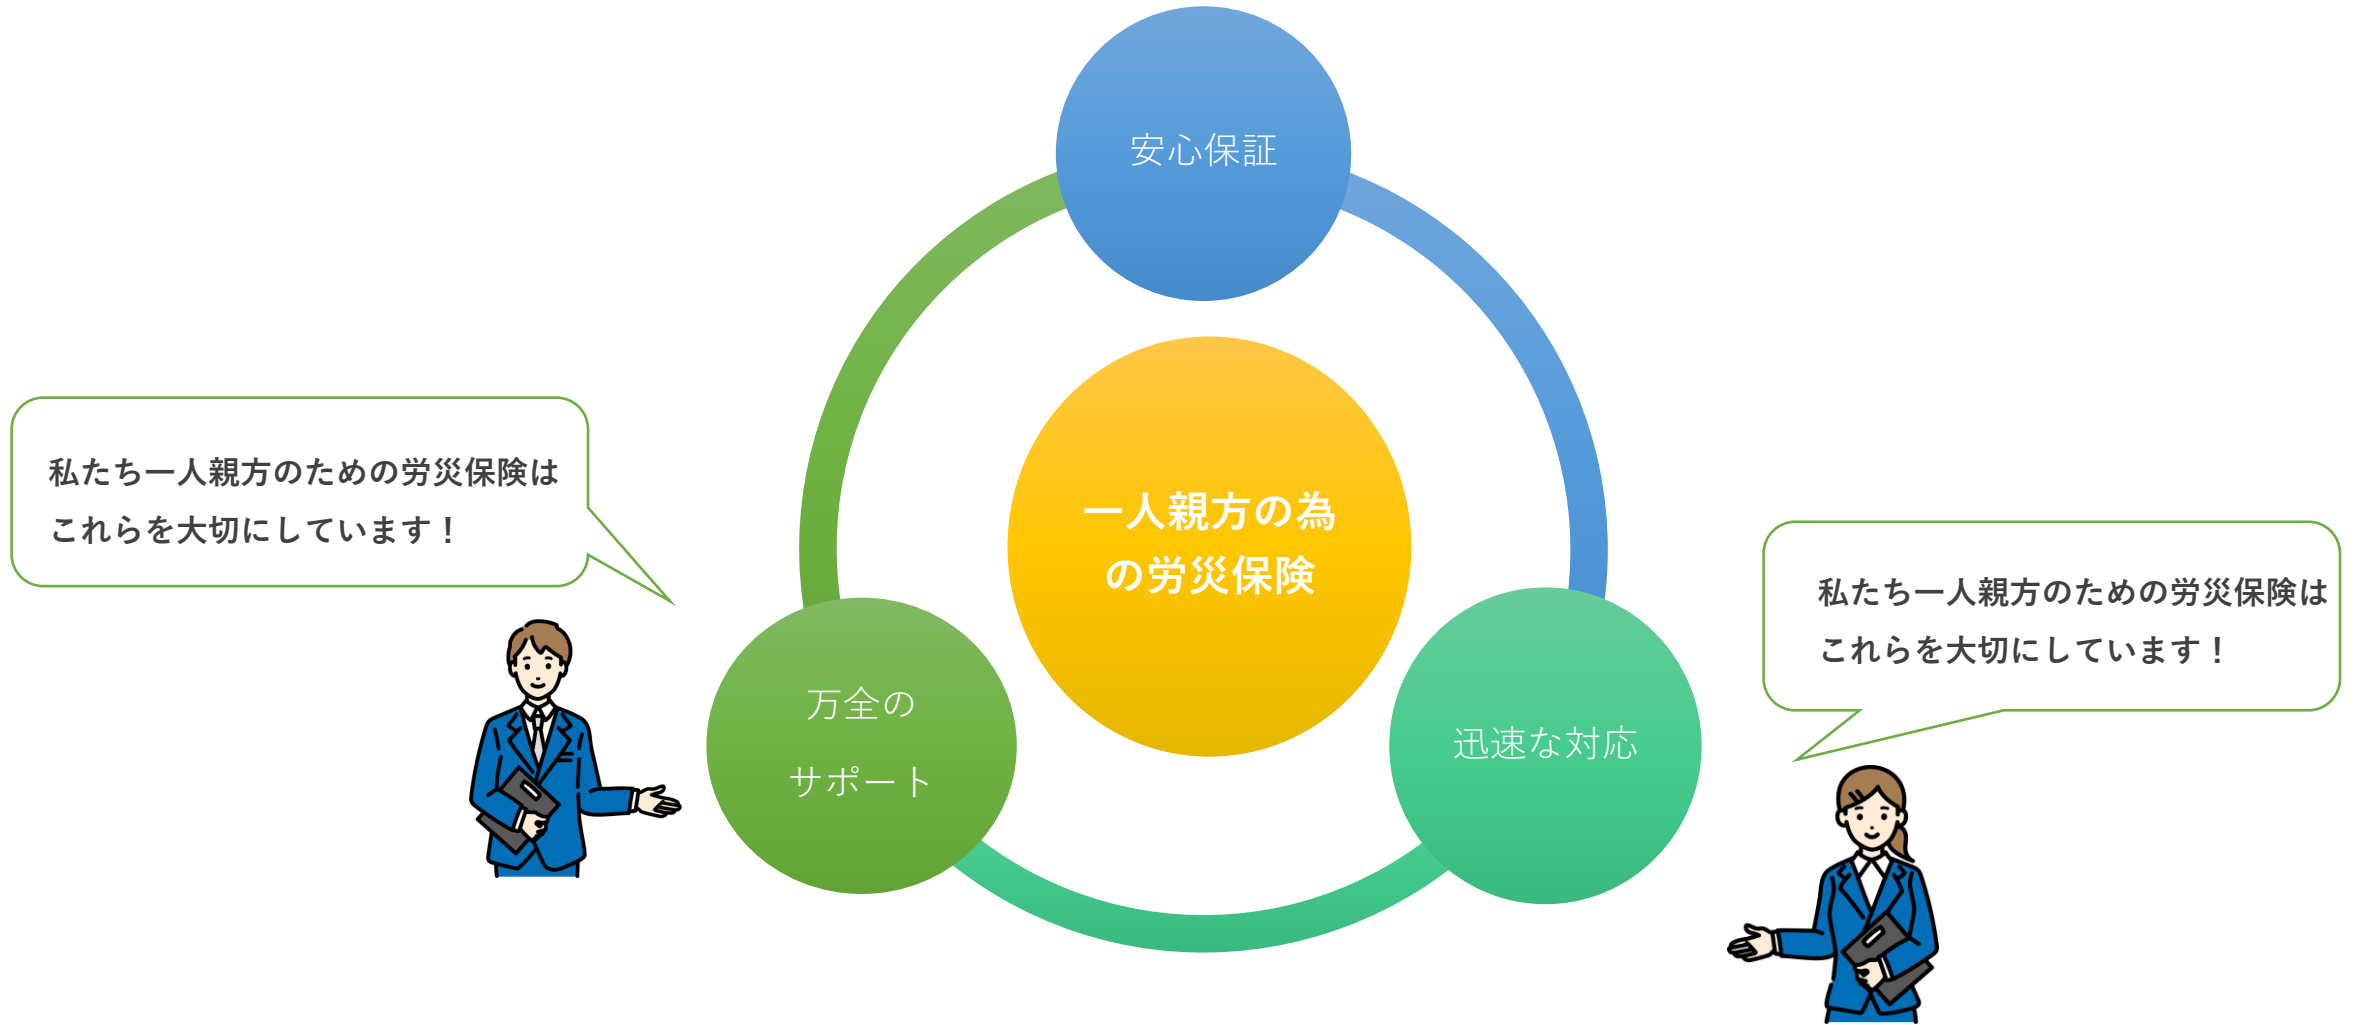 安心保証
私たち一人親方のための労災保険は
これらを大切にしています！
一人親方の為
の労災保険
私たち一人親方のための労災保険は
これらを大切にしています！
万全の
サポート
迅速な対応